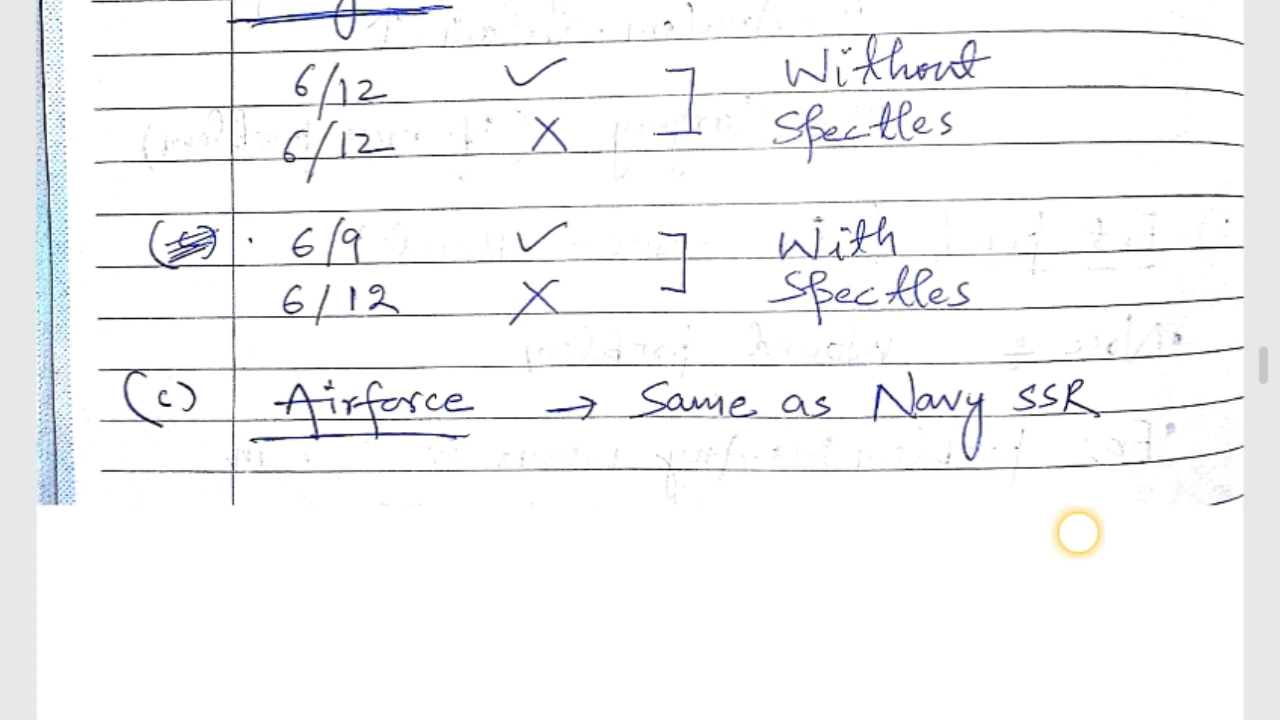 6/12 ✓ ] Without
6/12 X Spectles
6/9 ✓ ] With
6/12 X Spectles
(c) Airforce → Same as Navy SSR